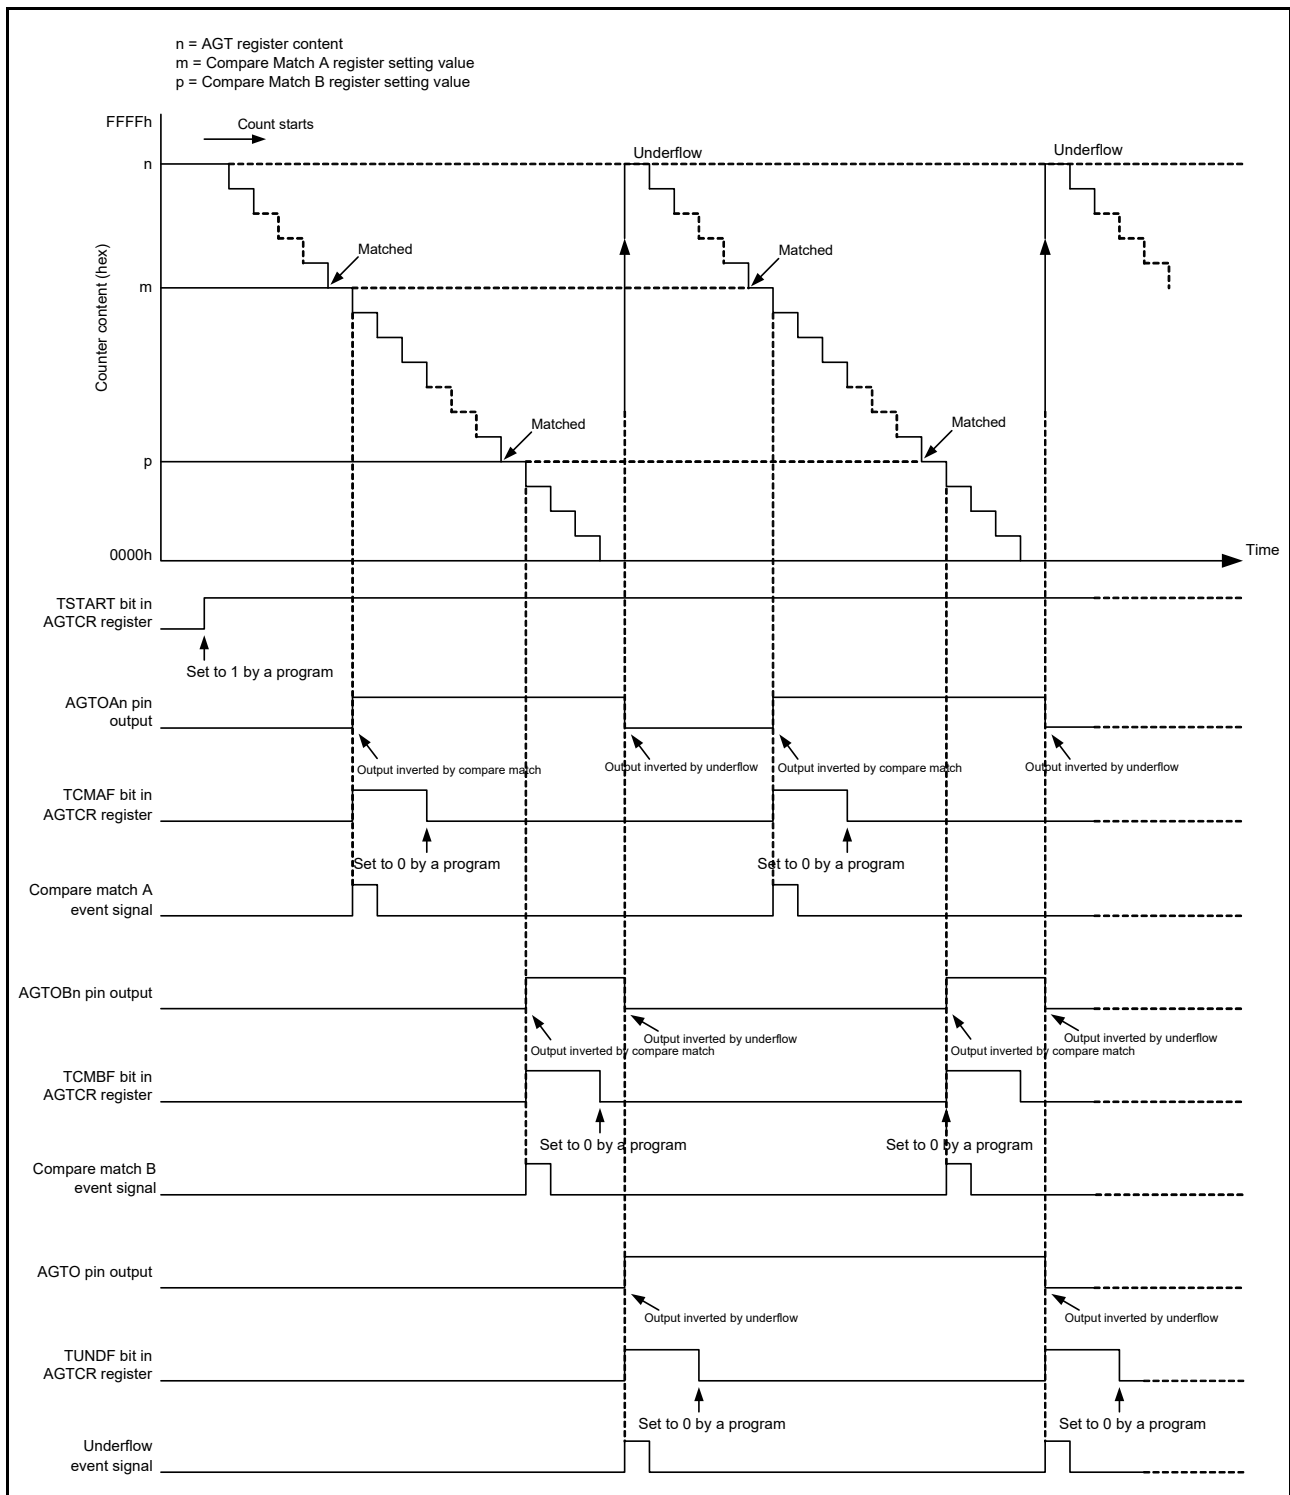 n = AGT register content
m = Compare Match A register setting value
p = Compare Match B register setting value
FFFFh
Count starts
n
Underflow
Underflow
Matched
Matched
Counter content (hex)
m
Matched
Matched
p
0000h
Time
TSTART bit in
AGTCR register
Set to 1 by a program
AGTOAn pin
output
Output inverted by compare match
Output inverted by underflow
Output inverted by compare match
Output inverted by underflow
TCMAF bit in
AGTCR register
Set to 0 by a program
Set to 0 by a program
Compare match A
event signal
AGTOBn pin output
Output inverted by underflow
Output inverted by underflow
Output inverted by compare match
Output inverted by compare match
TCMBF bit in
AGTCR register
Set to 0 by a program
Set to 0 by a program
Compare match B
event signal
AGTO pin output
Output inverted by underflow
Output inverted by underflow
TUNDF bit in
AGTCR register
Set to 0 by a program
Set to 0 by a program
Underflow
event signal